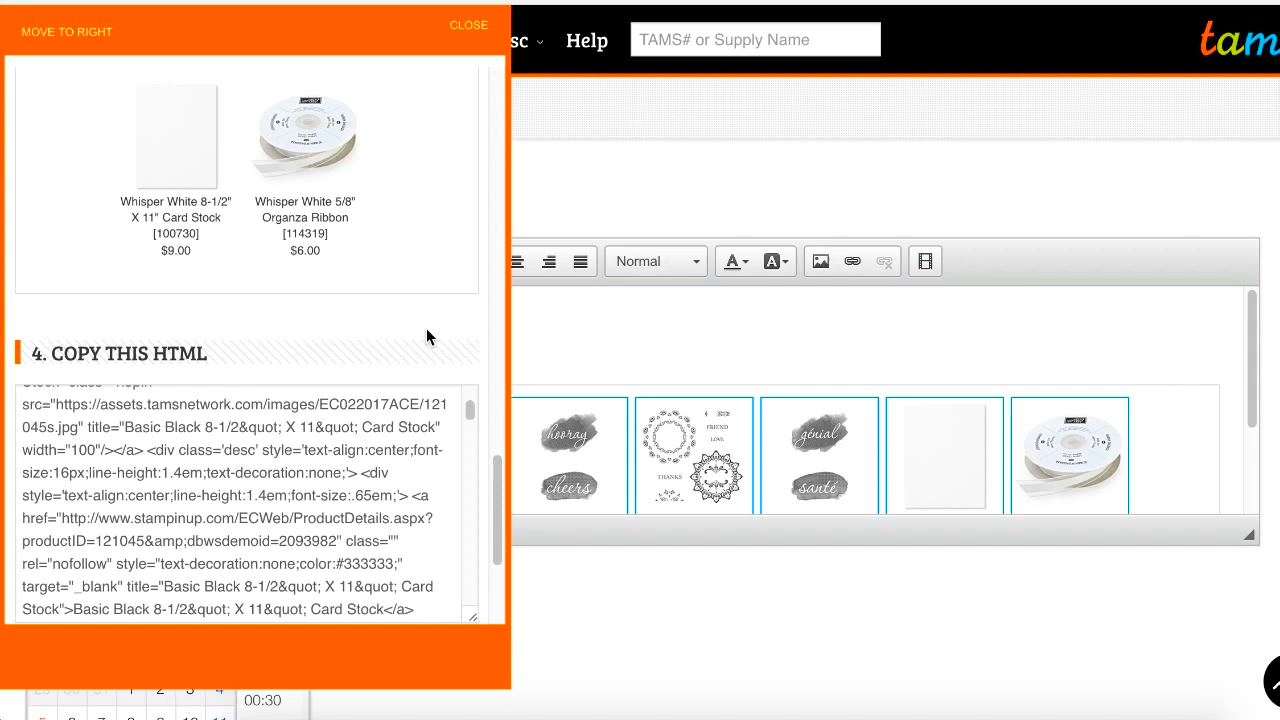 MOVE TO RIGHT
CLOSE
sc
Help
TAMS# or Supply Name
tam
Whisper White 8-1/2"
X 11" Card Stock
[100730]
$9.00
Whisper White 5/8"
Organza Ribbon
[114319]
$6.00
Normal
A
A
4. COPY THIS HTML
src="https://assets.tamsnetwork.com/images/EC022017ACE/121
045s.jpg" title="Basic Black 8-1/2&quot; X 11&quot; Card Stock"
width="100"/></a> <div class='desc' style='text-align:center;font-
size:16px;line-height:1.4em;text-decoration:none;'> <div
style='text-align:center;line-height:1.4em;font-size:.65em;'> <a
href="http://www.stampinup.com/ECWeb/ProductDetails.aspx?
productID=121045&amp;dbwsdemoid=2093982" class=""
rel="nofollow" style="text-decoration:none;color:#333333;"
target="_blank" title="Basic Black 8-1/2&quot; X 11&quot; Card
Stock">Basic Black 8-1/2&quot; X 11&quot; Card Stock</a>
hooray
cheers
FRIEND
LOVE
THANKS
génial
santé
00:30